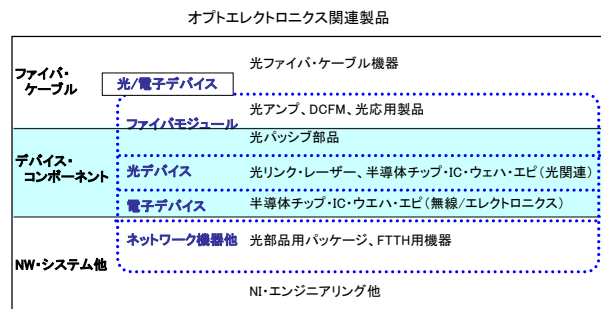 オプトエレクトロニクス関連製品
ファイバ・
ケーブル
光/電子デバイス
光ファイバ・ケーブル機器
ファイバモジュール
光アンプ、DCFM、光応用製品
光パッシブ部品
デバイス・
コンポーネント
光デバイス
光リンク・レーザー、半導体チップ・IC・ウェハ・エピ(光関連)
電子デバイス
半導体チップ・IC・ウエハ・エピ(無線/エレクトロニクス)
ネットワーク機器他
光部品用パッケージ、FTTH用機器
NW・システム他
NI・エンジニアリング他